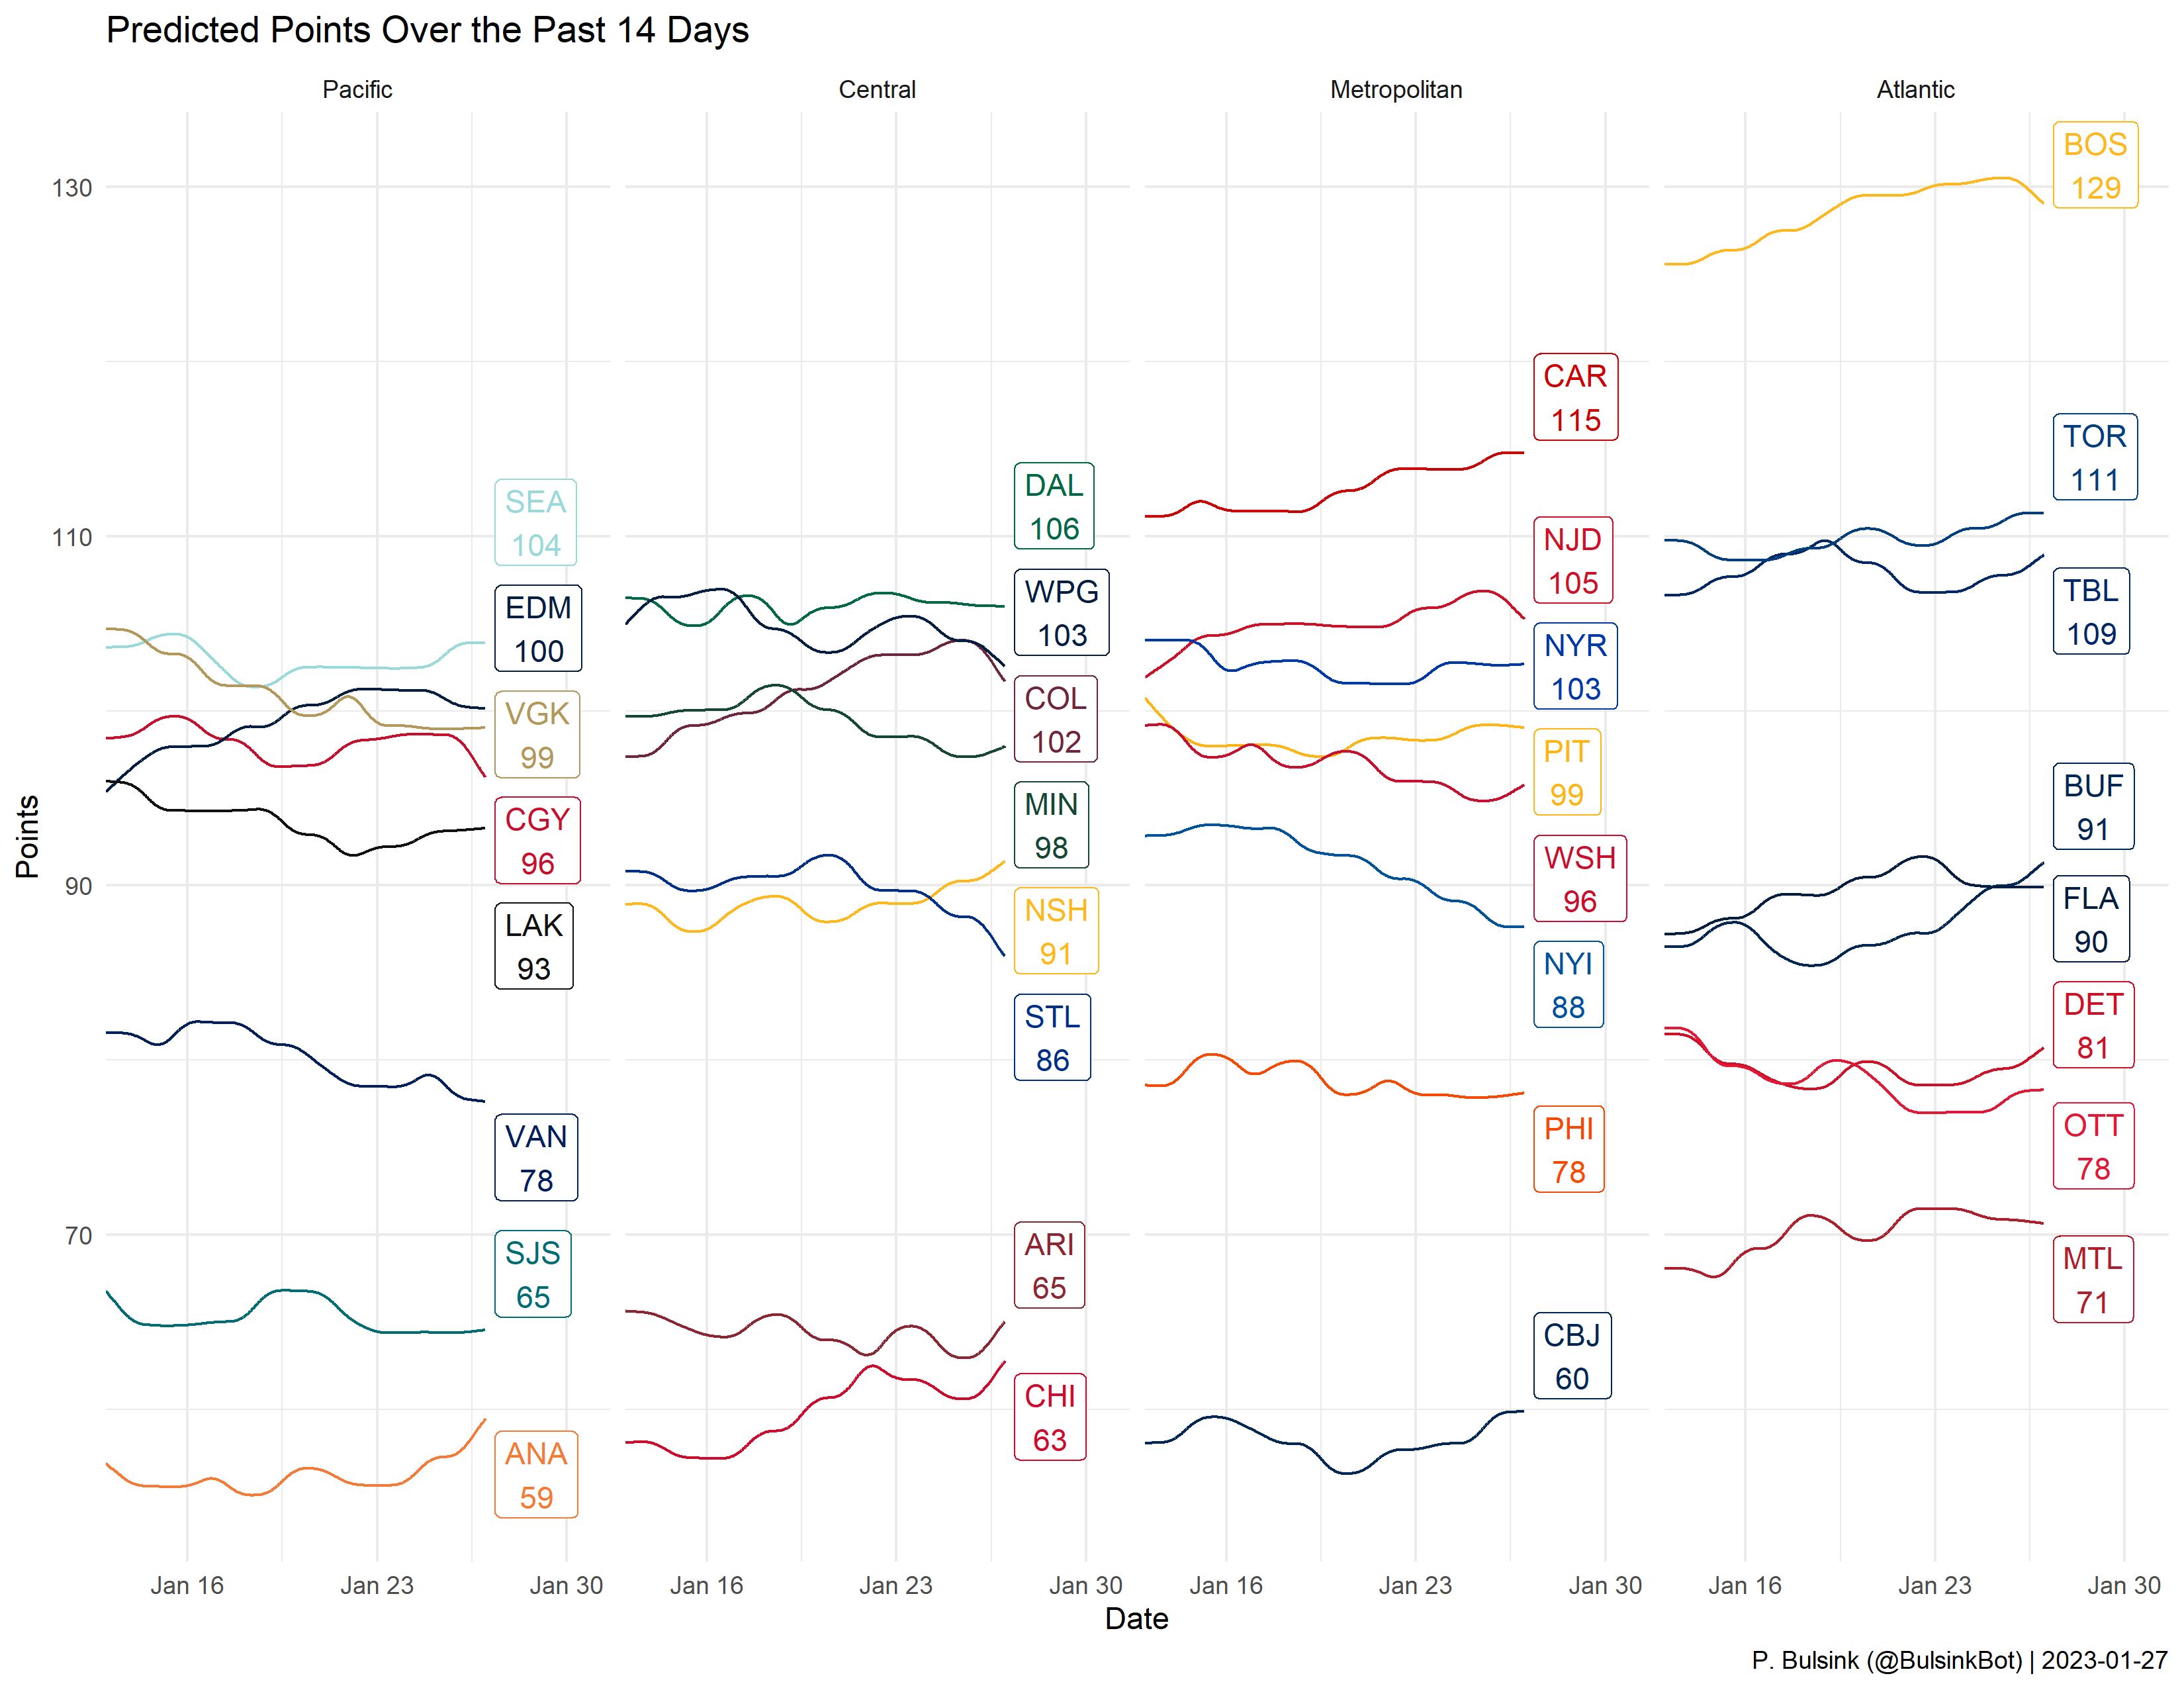 Predicted Points Over the Past 14 Days
Pacific
Central
Metropolitan
Atlantic
Points
130
110
90
70
SEA
104
EDM
100
VGK
99
CGY
96
LAK
93
VAN
78
SJS
65
ANA
59
DAL
106
WPG
103
COL
102
MIN
98
NSH
91
STL
86
ARI
65
CHI
63
CAR
115
NJD
105
NYR
103
PIT
99
WSH
96
NYI
88
PHI
78
CBJ
60
BOS
129
TOR
111
TBL
109
BUF
91
FLA
90
DET
81
OTT
78
MTL
71
Jan 16 Jan 23 Jan 30
Jan 16 Jan 23 Jan 30
Jan 16 Jan 23 Jan 30
Jan 16 Jan 23 Jan 30
Date
P. Bulsink (@BulsinkBot) | 2023-01-27